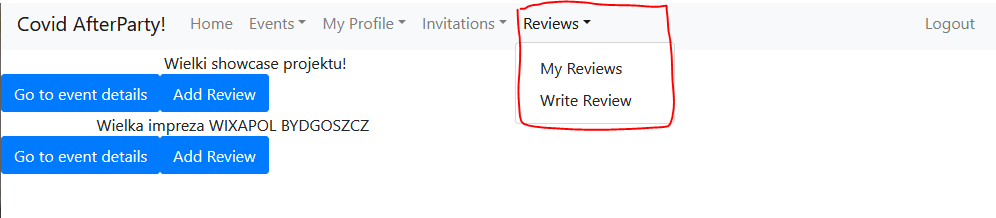 Covid AfterParty! Home Events My Profile Invitations Reviews Logout
My Reviews
Write Review
Wielki showcase projektu!
Go to event details Add Review
Wielka impreza WIXAPOL BYDGOSZCZ
Go to event details Add Review